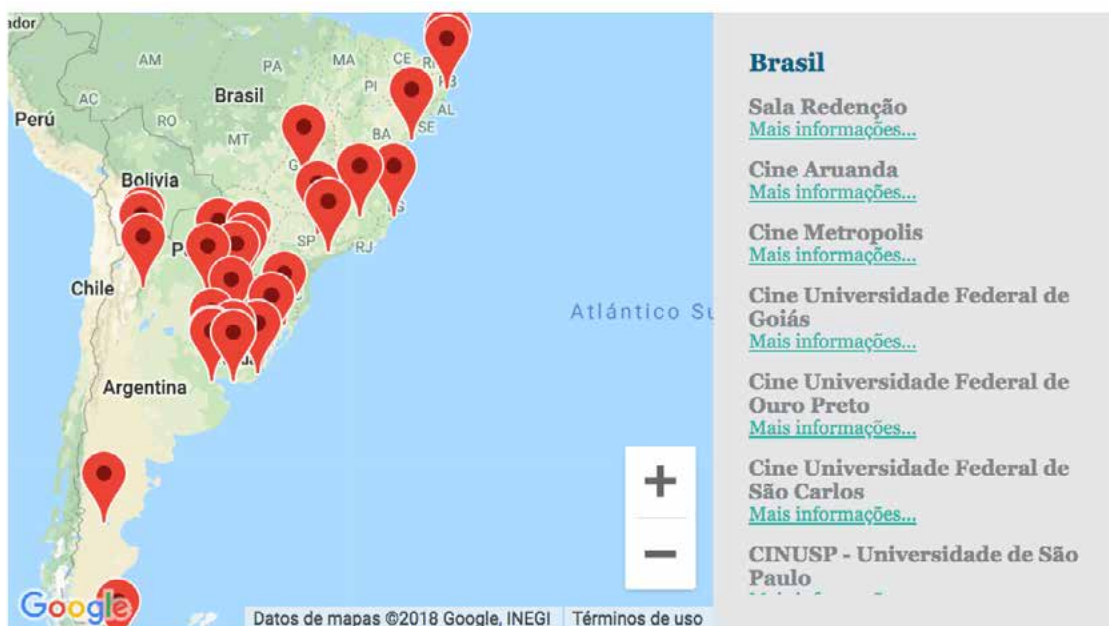 AM
PA
MA
CE
PI
Brasil
AC
AL
Perú
RO
SE
BA
MT
Bolivia
SP
RJ
Chile
Atlántico
Argentina
+
−
Google
Datos de mapas ©2018 Google, INEGI
Términos de uso
Brasil
Sala Redenção
Mais informações...
Cine Aruanda
Mais informações...
Cine Metropolis
Mais informações...
Cine Universidade Federal de
Goiás
Mais informações...
Cine Universidade Federal de
Ouro Preto
Mais informações...
Cine Universidade Federal de
São Carlos
Mais informações...
CINUSP - Universidade de São
Paulo